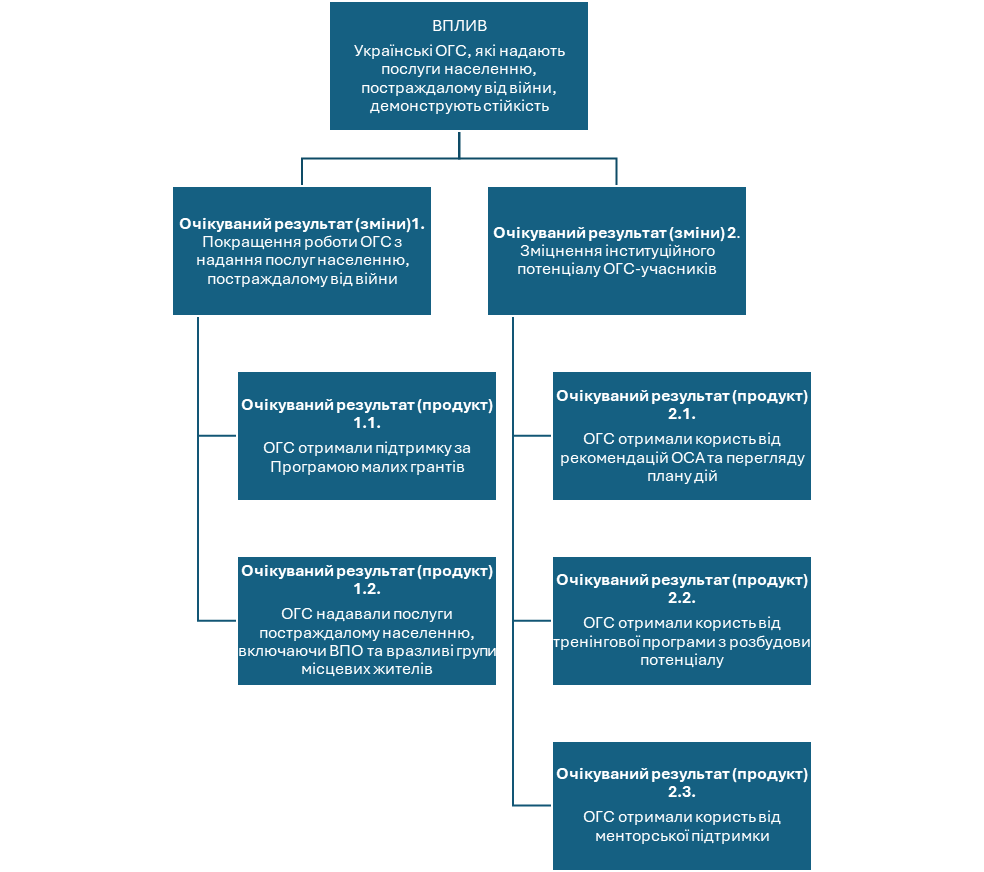 ВПЛИВ
Українські ОГС, які надають
послуги населенню,
постраждалому від війни,
демонструють стійкість
Очікуваний результат (зміни)1.
Покращення роботи ОГС з
надання послуг населенню,
постраждалому від війни
Очікуваний результат (зміни) 2.
Зміцнення інституційного
потенціалу ОГС-учасників
Очікуваний результат (продукт)
1.1.
ОГС отримали підтримку за
Програмою малих грантів
Очікуваний результат (продукт)
1.2.
ОГС надавали послуги
постраждалому населенню,
включаючи ВПО та вразливі групи
місцевих жителів
Очікуваний результат (продукт)
2.1.
ОГС отримали користь від
рекомендацій ОСА та перегляду
плану дій
Очікуваний результат (продукт)
2.2.
ОГС отримали користь від
тренінгової програми з розбудови
потенціалу
Очікуваний результат (продукт)
2.3.
ОГС отримали користь від
менторської підтримки